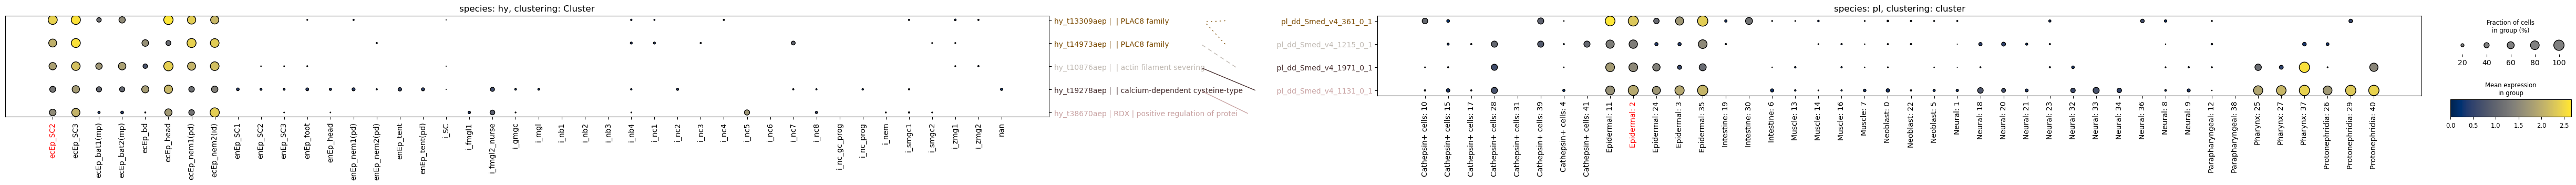 species: hy, clustering: Cluster
hy_t13309aep | | PLAC8 family
hy_t14973aep | | PLAC8 family
hy_t10876aep | | actin filament severing
hy_t19278aep | | calcium-dependent cysteine-type
hy_t38670aep | RDX | positive regulation of protei
ecEp_SC2
ecEp_SC3
ecEp_bat1(mp)
ecEp_bat2(mp)
ecEp_bd
ecEp_head
ecEp_nem1(pd)
ecEp_nem2(id)
enEp_SC1
enEp_SC2
enEp_SC3
enEp_foot
enEp_head
enEp_nem1(pd)
enEp_nem2(pd)
enEp_tent
enEp_tent(pd)
i_SC
i_fmgl1
i_fmgl2_nurse
i_gmgc
i_mgl
i_nb1
i_nb2
i_nb3
i_nb4
i_nc1
i_nc2
i_nc3
i_nc4
i_nc5
i_nc6
i_nc7
i_nc8
i_nc_gc_prog
i_nc_prog
i_nem
i_smgc1
i_smgc2
i_zmg1
i_zmg2
nan
species: pl, clustering: cluster
pl_dd_Smed_v4_361_0_1
pl_dd_Smed_v4_1215_0_1
pl_dd_Smed_v4_1971_0_1
pl_dd_Smed_v4_1131_0_1
Cathepsin+ cells: 10
Cathepsin+ cells: 15
Cathepsin+ cells: 17
Cathepsin+ cells: 28
Cathepsin+ cells: 31
Cathepsin+ cells: 39
Cathepsin+ cells: 4
Cathepsin+ cells: 41
Epidermal: 11
Epidermal: 2
Epidermal: 24
Epidermal: 3
Epidermal: 35
Intestine: 19
Intestine: 30
Intestine: 6
Muscle: 13
Muscle: 14
Muscle: 16
Muscle: 7
Neoblast: 0
Neoblast: 22
Neoblast: 5
Neural: 1
Neural: 18
Neural: 20
Neural: 21
Neural: 23
Neural: 32
Neural: 33
Neural: 34
Neural: 36
Neural: 8
Neural: 9
Parapharyngeal: 12
Parapharyngeal: 38
Pharynx: 25
Pharynx: 27
Pharynx: 37
Protonephridia: 26
Protonephridia: 29
Protonephridia: 40
Fraction of cells
in group (%)
20 40 60 80 100
Mean expression
in group
0.0 0.5 1.0 1.5 2.0 2.5